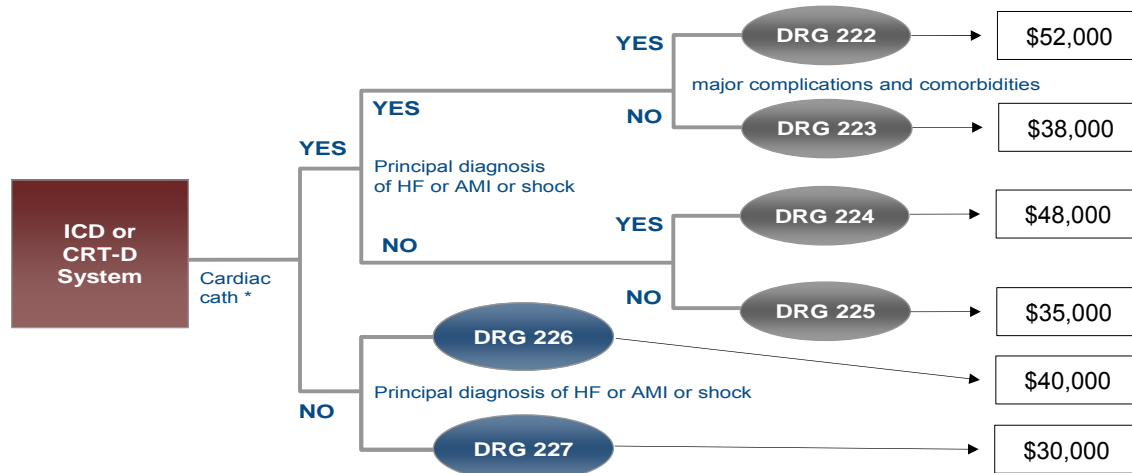 DRG 222
$52,000
YES
major complications and comorbidities
YES
NO
DRG 223
$38,000
YES
Principal diagnosis
of HF or AMI or shock
ICD or
CRT-D
System
DRG 224
$48,000
YES
NO
Cardiac
cath *
NO
DRG 225
$35,000
DRG 226
$40,000
Principal diagnosis of HF or AMI or shock
NO
DRG 227
$30,000